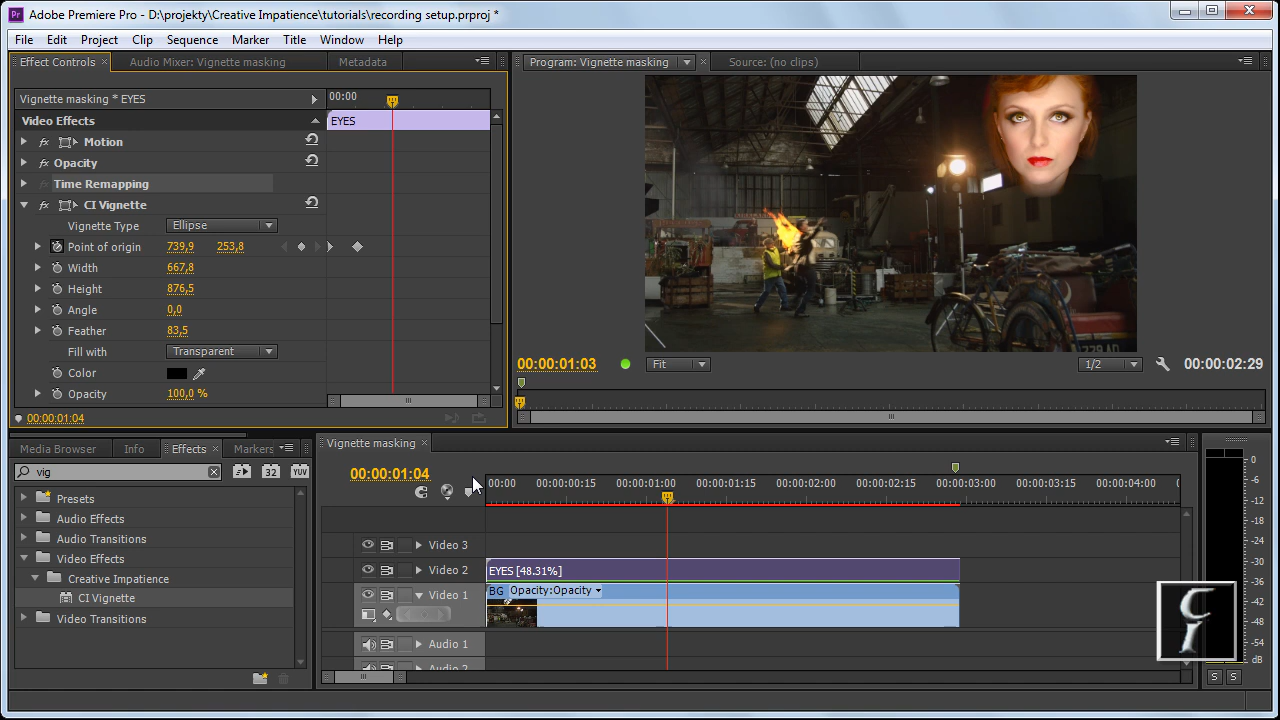 Adobe Premiere Pro - D:\projekty\Creative Impatience\tutorials\recording setup.prproj *
File Edit Project Clip Sequence Marker Title Window Help
Effect Controls Audio Mixer: Vignette masking Metadata
Program: Vignette masking Source: (no clips)
Vignette masking * EYES 00:00
Video Effects EYES
fx Motion
fx Opacity
Time Remapping
fx CI Vignette
Vignette Type Ellipse
Point of origin 739,9 253,8
Width 667,8
Height 876,5
Angle 0,0
Feather 83,5
Fill with Transparent
Color
Opacity 100,0 %
00:00:01:04
00:00:01:03 Fit 1/2 00:00:02:29
Media Browser Info Effects Markers
vig 32 YUV
Presets
Audio Effects
Audio Transitions
Video Effects
Creative Impatience
CI Vignette
Video Transitions
Vignette masking
00:00:01:04
00:00 00:00:00:15 00:00:01:00 00:00:01:15 00:00:02:00 00:00:02:15 00:00:03:00 00:00:03:15 00:00:04:00
Video 3
Video 2 EYES [48.31%]
Video 1 BG Opacity:Opacity
Audio 1
Audio 2
0
-6
-12
-18
-24
-30
-36
-42
-48
-54
dB
S S